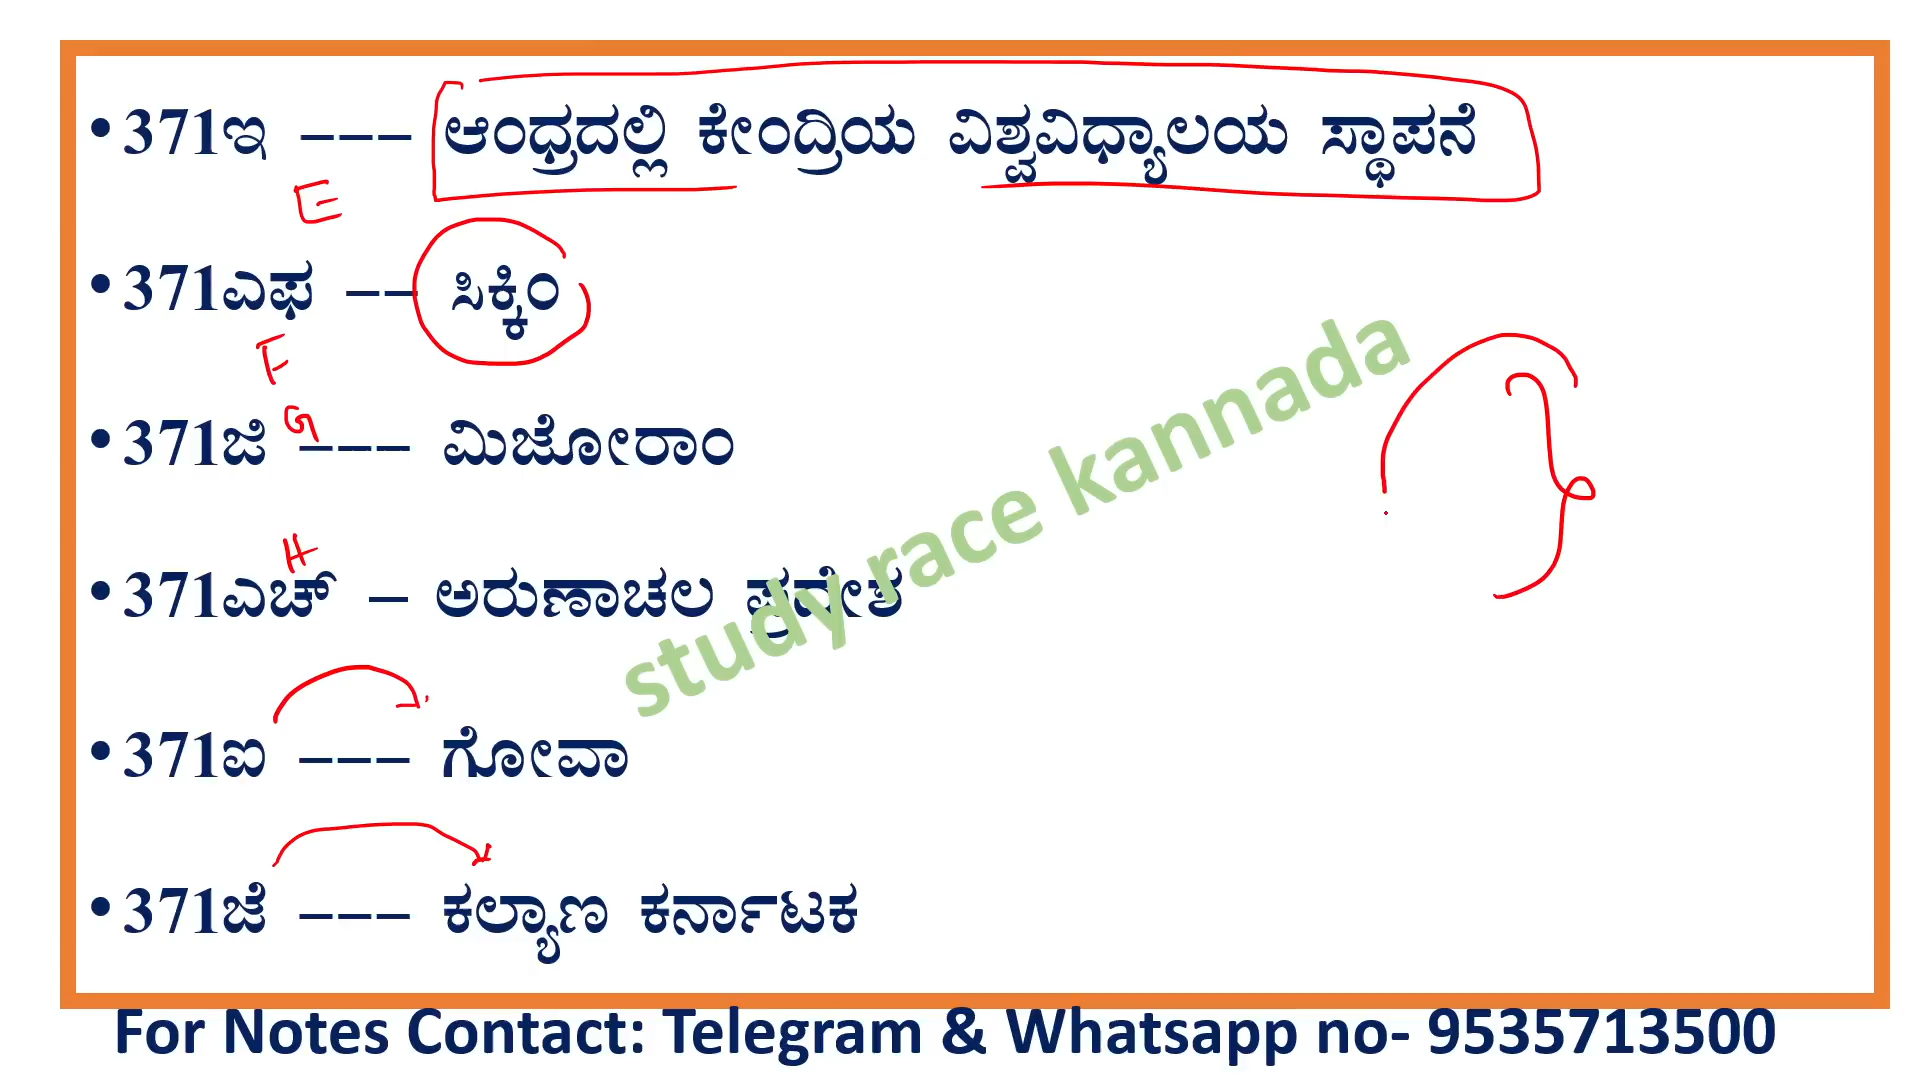 •371ಇ --- ಆಂಧ್ರದಲ್ಲಿ ಕೇಂದ್ರಿಯ ವಿಶ್ವವಿಧ್ಯಾಲಯ ಸ್ಥಾಪನೆ
E
•371ಎಫ -- ಸಿಕ್ಕಿಂ
F
G
•371ಜಿ --- ಮಿಜೋರಾಂ
H
•371ಎಚ್ – ಅರುಣಾಚಲ ಪ್ರದೇಶ
study race kannada
•371ಐ --- ಗೋವಾ
•371ಜೆ --- ಕಲ್ಯಾಣ ಕರ್ನಾಟಕ
For Notes Contact: Telegram & Whatsapp no- 9535713500